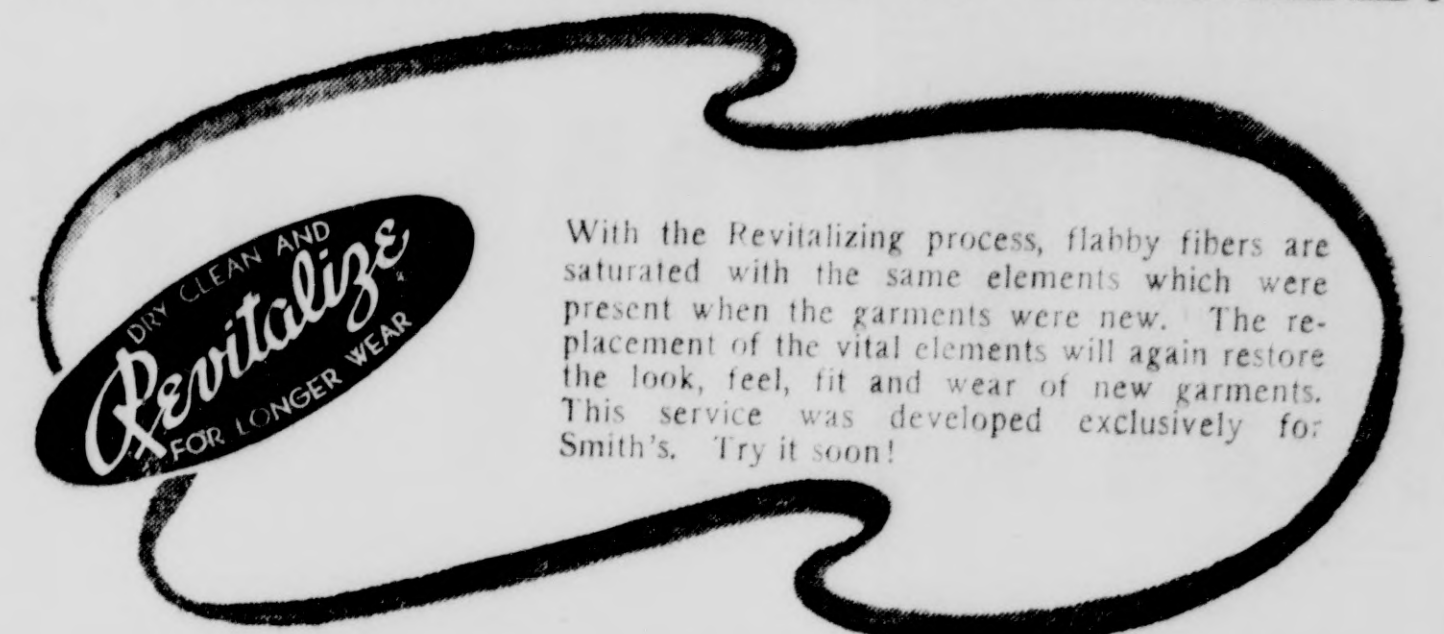 DRY CLEAN AND
Revitalize
FOR LONGER WEAR
With the Revitalizing process, flabby fibers are
saturated with the same elements which were
present when the garments were new. The re-
placement of the vital elements will again restore
the look, feel, fit and wear of new garments.
This service was developed exclusively for
Smith's. Try it soon!